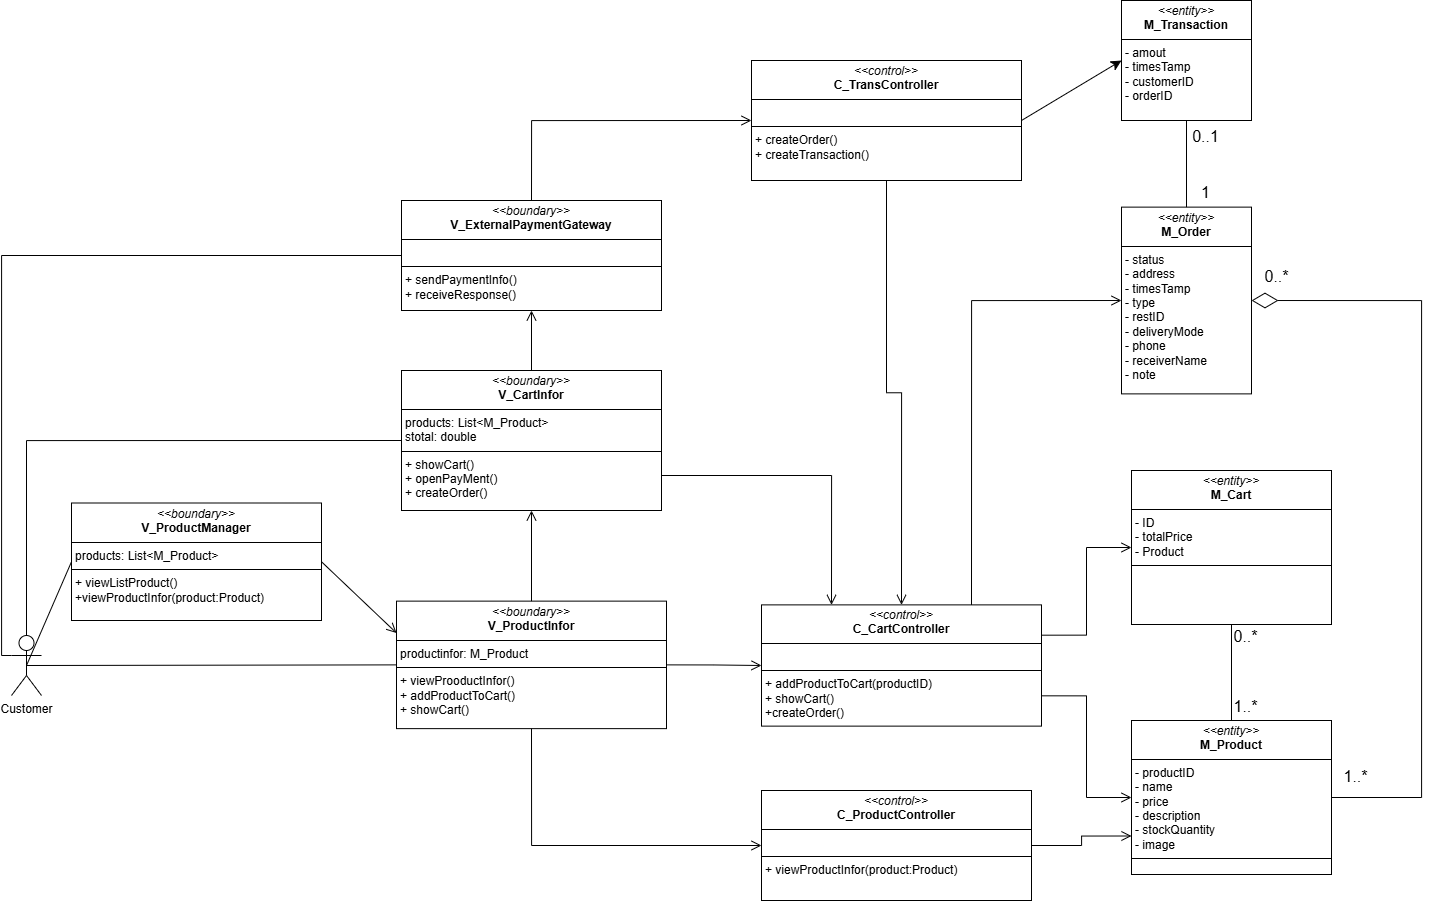 <<entity>>
M_Transaction
- amout
- timesTamp
- customerID
- orderID
0..1
<<control>>
C_TransController
+ createOrder()
+ createTransaction()
1
<<entity>>
M_Order
- status
- address
- timesTamp
- type
- restID
- deliveryMode
- phone
- receiverName
- note
0..*
<<boundary>>
V_ExternalPaymentGateway
+ sendPaymentInfo()
+ receiveResponse()
<<boundary>>
V_CartInfor
products: List<M_Product>
stotal: double
+ showCart()
+ openPayMent()
+ createOrder()
<<entity>>
M_Cart
- ID
- totalPrice
- Product
0..*
<<boundary>>
V_ProductManager
products: List<M_Product>
+ viewListProduct()
+viewProductInfor(product:Product)
Customer
<<boundary>>
V_ProductInfor
productinfor: M_Product
+ viewProoductInfor()
+ addProductToCart()
+ showCart()
<<control>>
C_CartController
+ addProductToCart(productID)
+ showCart()
+createOrder()
1..*
<<entity>>
M_Product
- productID
- name
- price
- description
- stockQuantity
- image
1..*
<<control>>
C_ProductController
+ viewProductInfor(product:Product)